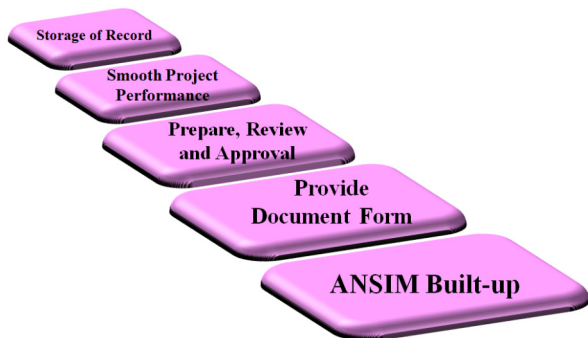 Storage of Record
Smooth Project
Performance
Prepare, Review
and Approval
Provide
Document Form
ANSIM Built-up